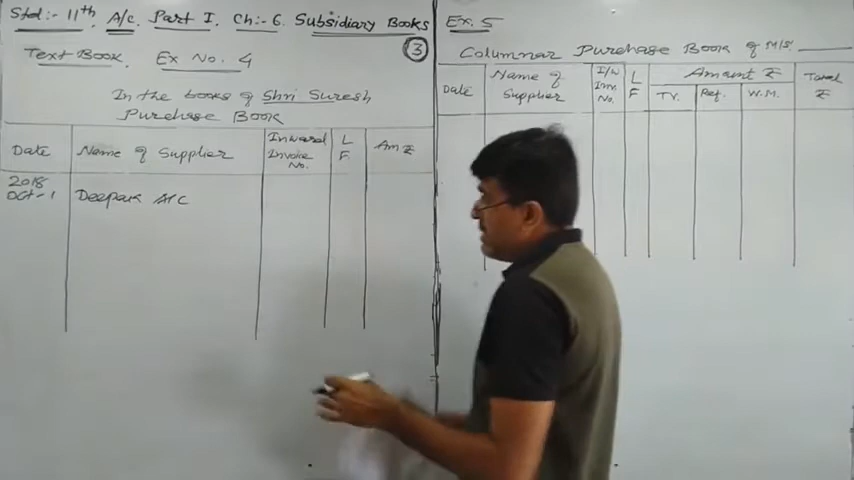 Std:- 11th A/c. Part I. Ch:- 6. Subsidiary Books
3
Text Book. Ex No. 4
In the books of Shri Suresh
Purchase Book
Date
Name of Supplier
Inward Invoice No.
L F
Am ₹
2018
Oct-1 Deepak A/C
Ex. 5
Columnar Purchase Book of M/S.
Date
Name of Supplier
I/W Inv. No.
L F
Amount ₹
TV. Ref. W.M.
Total ₹